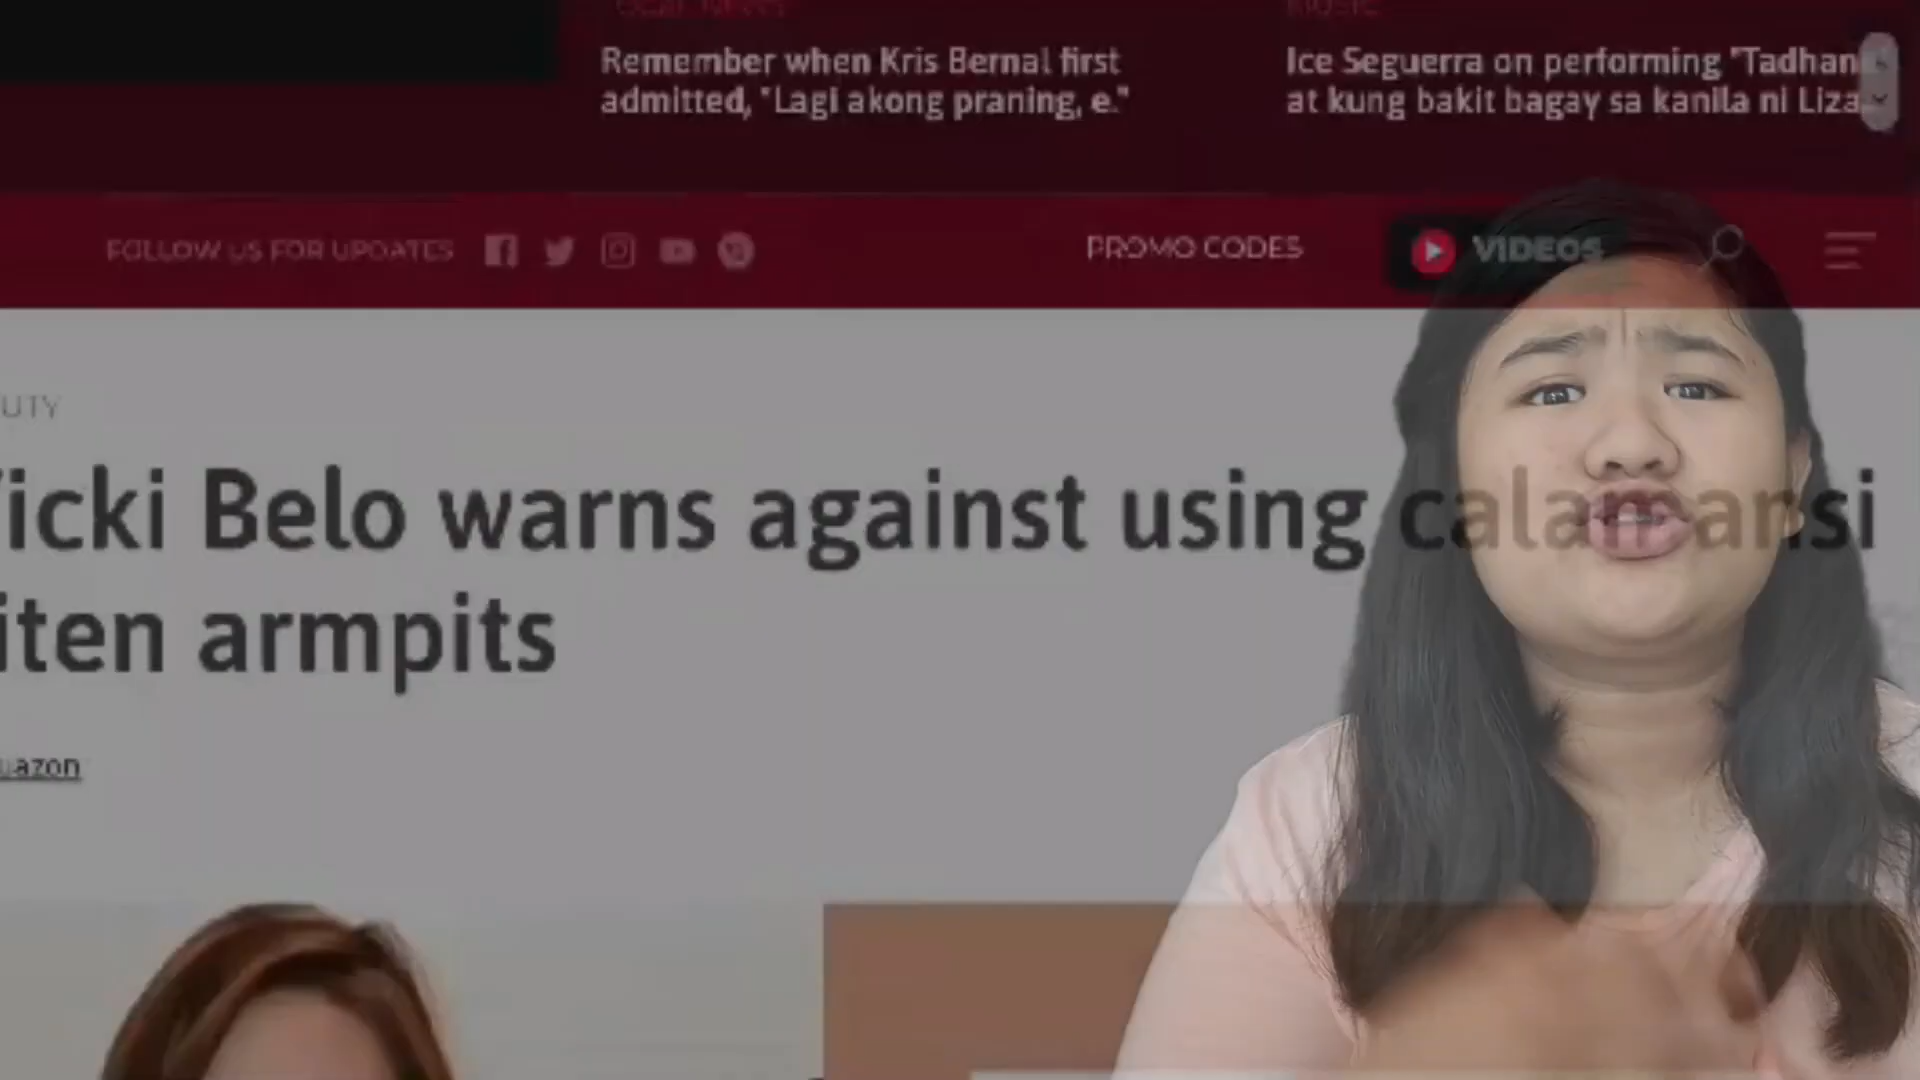 Remember when Kris Bernal first
admitted, "Lagi akong praning, e."
Music
Ice Seguerra on performing "Tadhan
at kung bakit bagay sa kanila ni Liza
FOLLOW US FOR UPDATES
PROMO CODES
VIDEOS
UTY
icki Belo warns against using calamansi
iten armpits
uazon